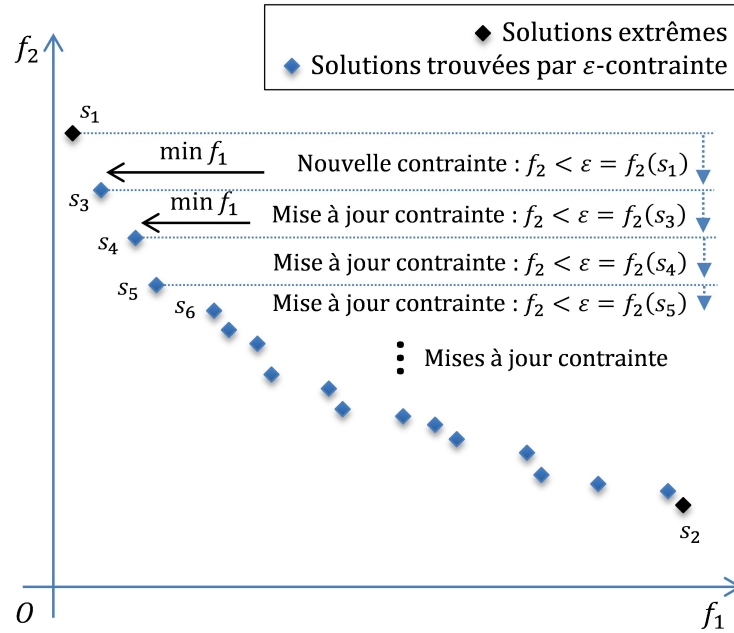 Solutions extrêmes
Solutions trouvées par ε-contrainte
f₂
s₁
min f₁
Nouvelle contrainte : f₂ < ε = f₂(s₁)
s₃
min f₁
Mise à jour contrainte : f₂ < ε = f₂(s₃)
s₄
Mise à jour contrainte : f₂ < ε = f₂(s₄)
s₅
s₆
Mise à jour contrainte : f₂ < ε = f₂(s₅)
Mises à jour contrainte
s₂
O
f₁